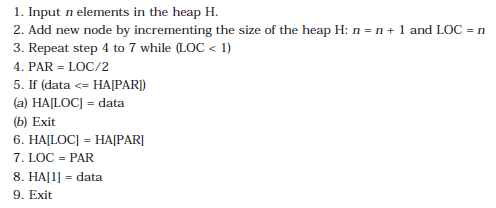 1. Input n elements in the heap H.
2. Add new node by incrementing the size of the heap H: n = n + 1 and LOC = n
3. Repeat step 4 to 7 while (LOC < 1)
4. PAR = LOC/2
5. If (data <= HA[PAR])
(a) HA[LOC] = data
(b) Exit
6. HA[LOC] = HA[PAR]
7. LOC = PAR
8. HA[1] = data
9. Exit